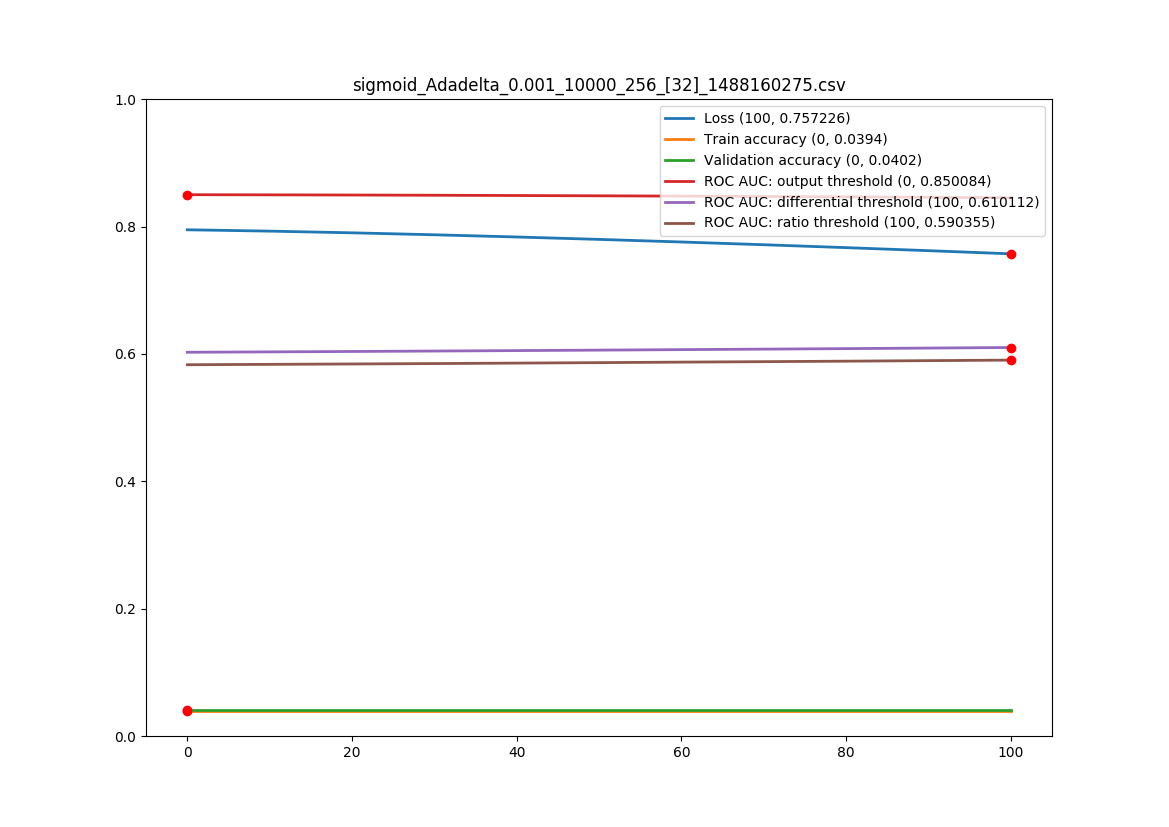 sigmoid_Adadelta_0.001_10000_256_[32]_1488160275.csv
1.0
Loss (100, 0.757226)
Train accuracy (0, 0.0394)
Validation accuracy (0, 0.0402)
ROC AUC: output threshold (0, 0.850084)
ROC AUC: differential threshold (100, 0.610112)
ROC AUC: ratio threshold (100, 0.590355)
0.8
0.6
0.4
0.2
0.0
0 20 40 60 80 100